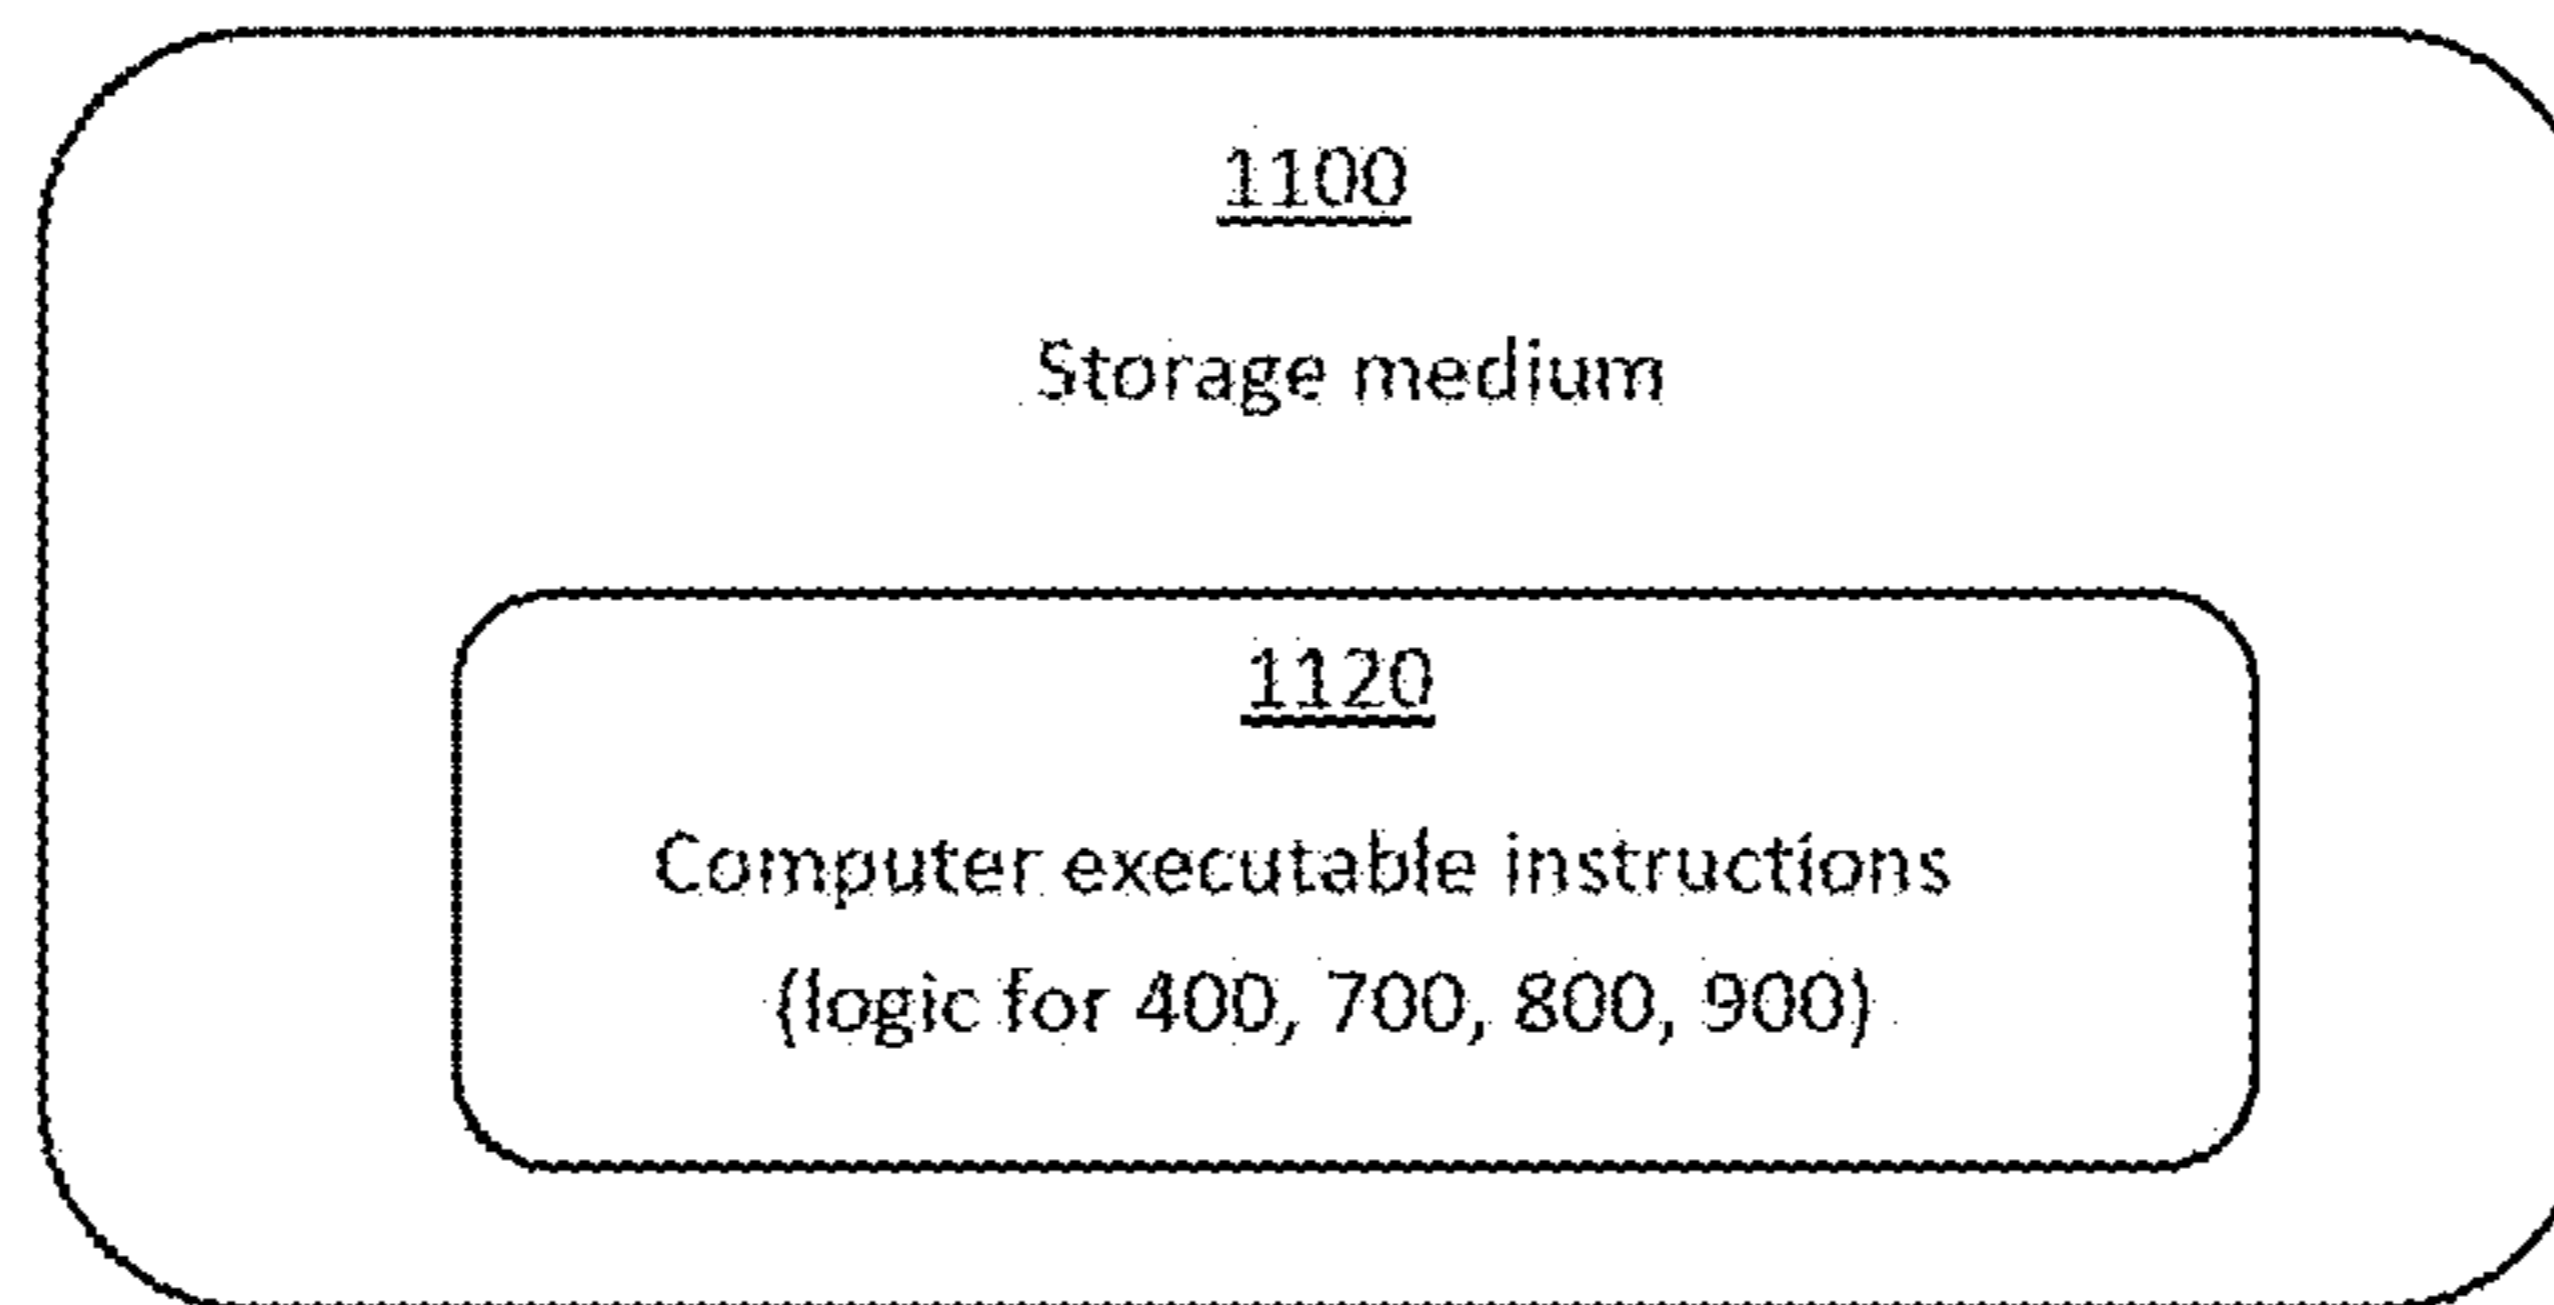 1100
Storage medium
1120
Computer executable instructions
(logic for 400, 700, 800, 900)